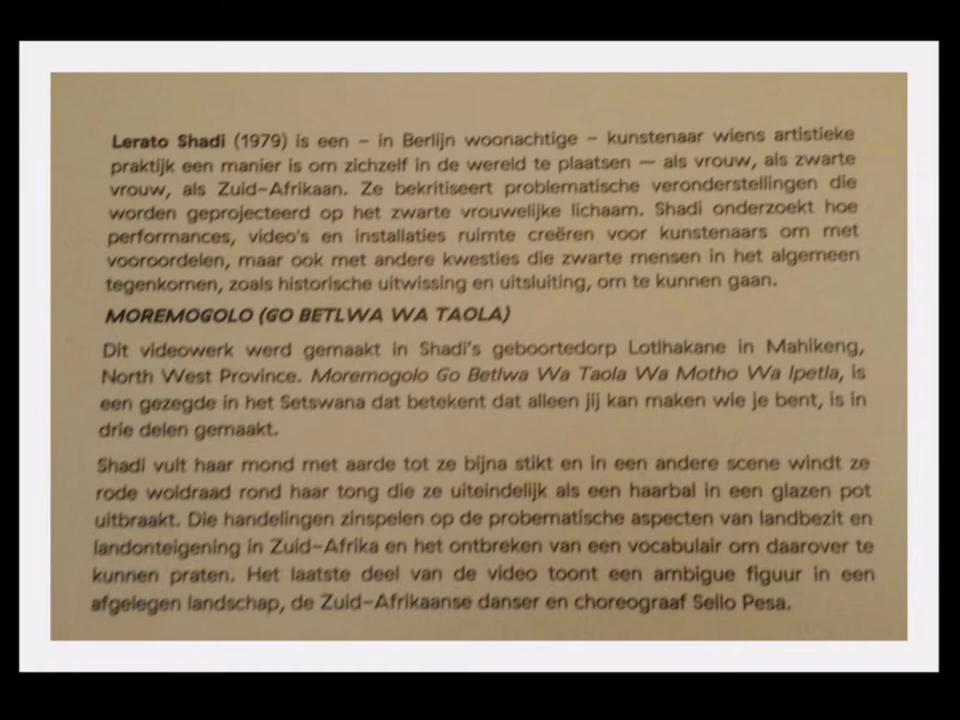 Lerato Shadi (1979) is een – in Berlijn woonachtige – kunstenaar wiens artistieke
praktijk een manier is om zichzelf in de wereld te plaatsen — als vrouw, als zwarte
vrouw, als Zuid-Afrikaan. Ze bekritiseert problematische veronderstellingen die
worden geprojecteerd op het zwarte vrouwelijke lichaam. Shadi onderzoekt hoe
performances, video's en installaties ruimte creëren voor kunstenaars om met
vooroordelen, maar ook met andere kwesties die zwarte mensen in het algemeen
tegenkomen, zoals historische uitwissing en uitsluiting, om te kunnen gaan.
MOREMOGOLO (GO BETLWA WA TAOLA)
Dit videowerk werd gemaakt in Shadi's geboortedorp Lotlhakane in Mahikeng,
North West Province. Moremogolo Go Betlwa Wa Taola Wa Motho Wa Ipetla, is
een gezegde in het Setswana dat betekent dat alleen jij kan maken wie je bent, is in
drie delen gemaakt.
Shadi vult haar mond met aarde tot ze bijna stikt en in een andere scene windt ze
rode woldraad rond haar tong die ze uiteindelijk als een haarbal in een glazen pot
uitbraakt. Die handelingen zinspelen op de probematische aspecten van landbezit en
landonteigening in Zuid-Afrika en het ontbreken van een vocabulair om daarover te
kunnen praten. Het laatste deel van de video toont een ambigue figuur in een
afgelegen landschap, de Zuid-Afrikaanse danser en choreograaf Sello Pesa.